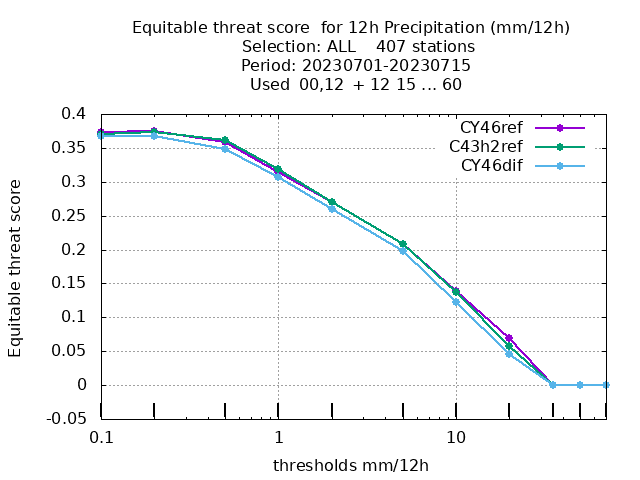 Equitable threat score  for 12h Precipitation (mm/12h)
Selection: ALL    407 stations
Period: 20230701-20230715
Used  00,12  + 12 15 ... 60
CY46ref
C43h2ref
CY46dif
0.4
0.35
0.3
0.25
0.2
0.15
0.1
0.05
0
-0.05
Equitable threat score
0.1 1 10
thresholds mm/12h